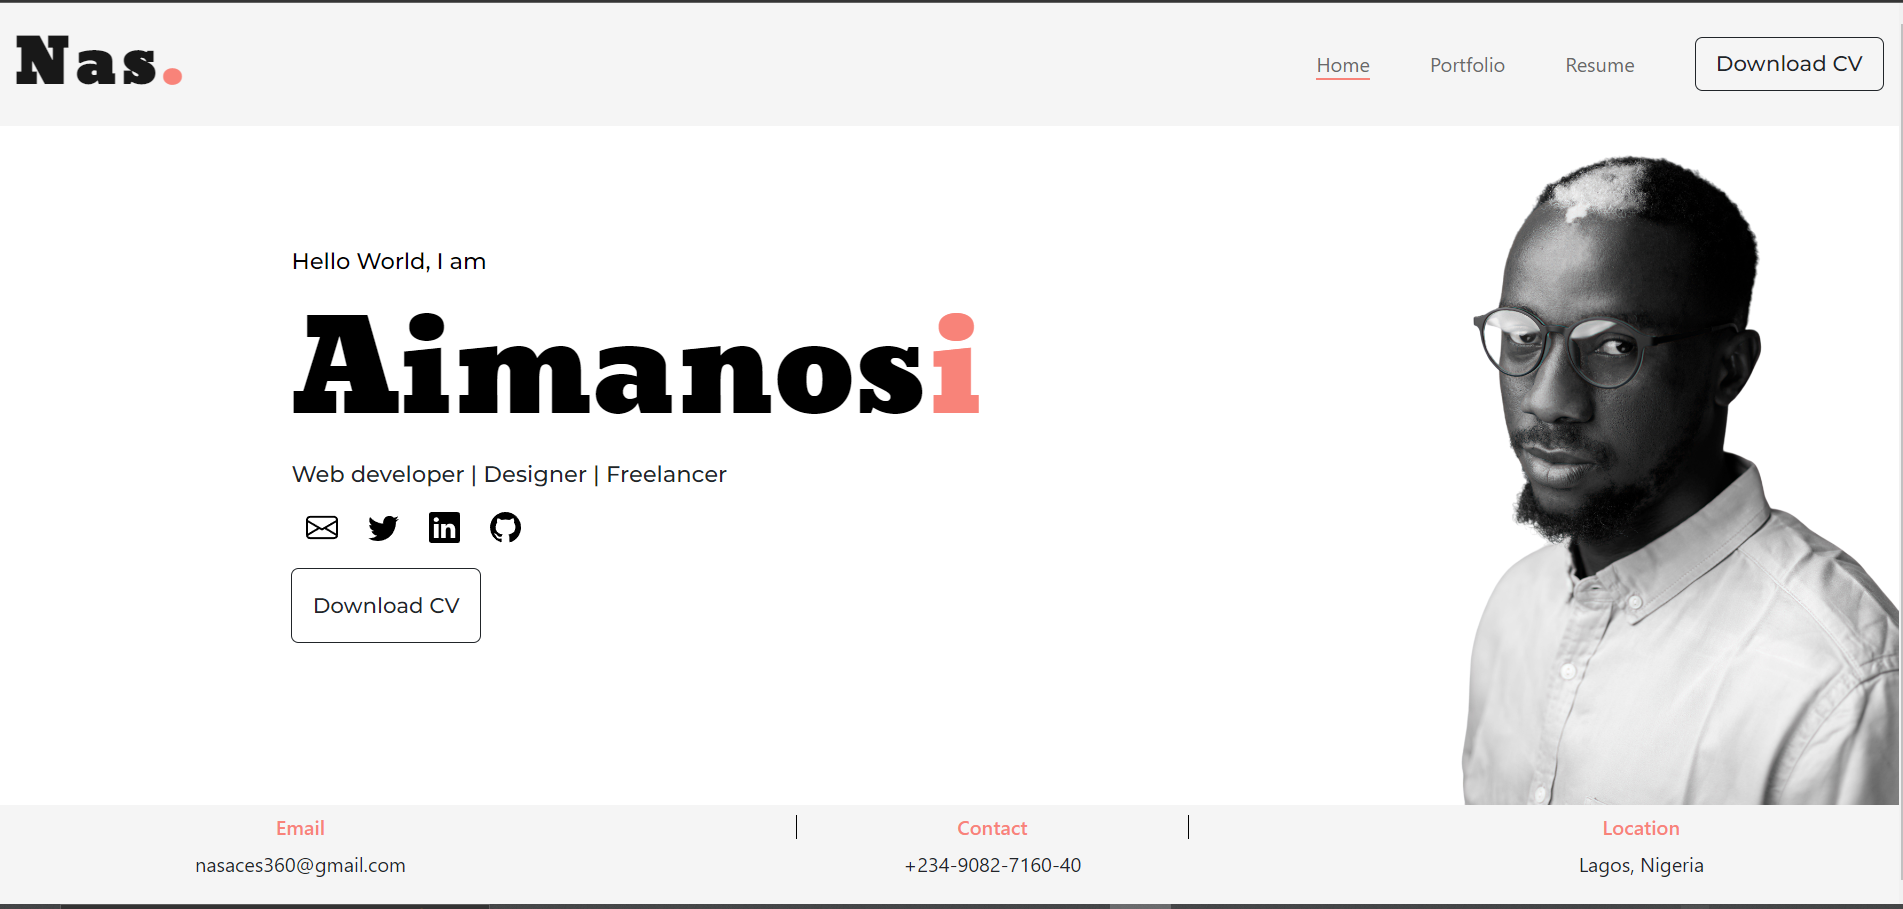 Nas.
Home Portfolio Resume Download CV
Hello World, I am
Aimanosi
Web developer | Designer | Freelancer
in
Download CV
Email | Contact | Location
nasaces360@gmail.com +234-9082-7160-40 Lagos, Nigeria